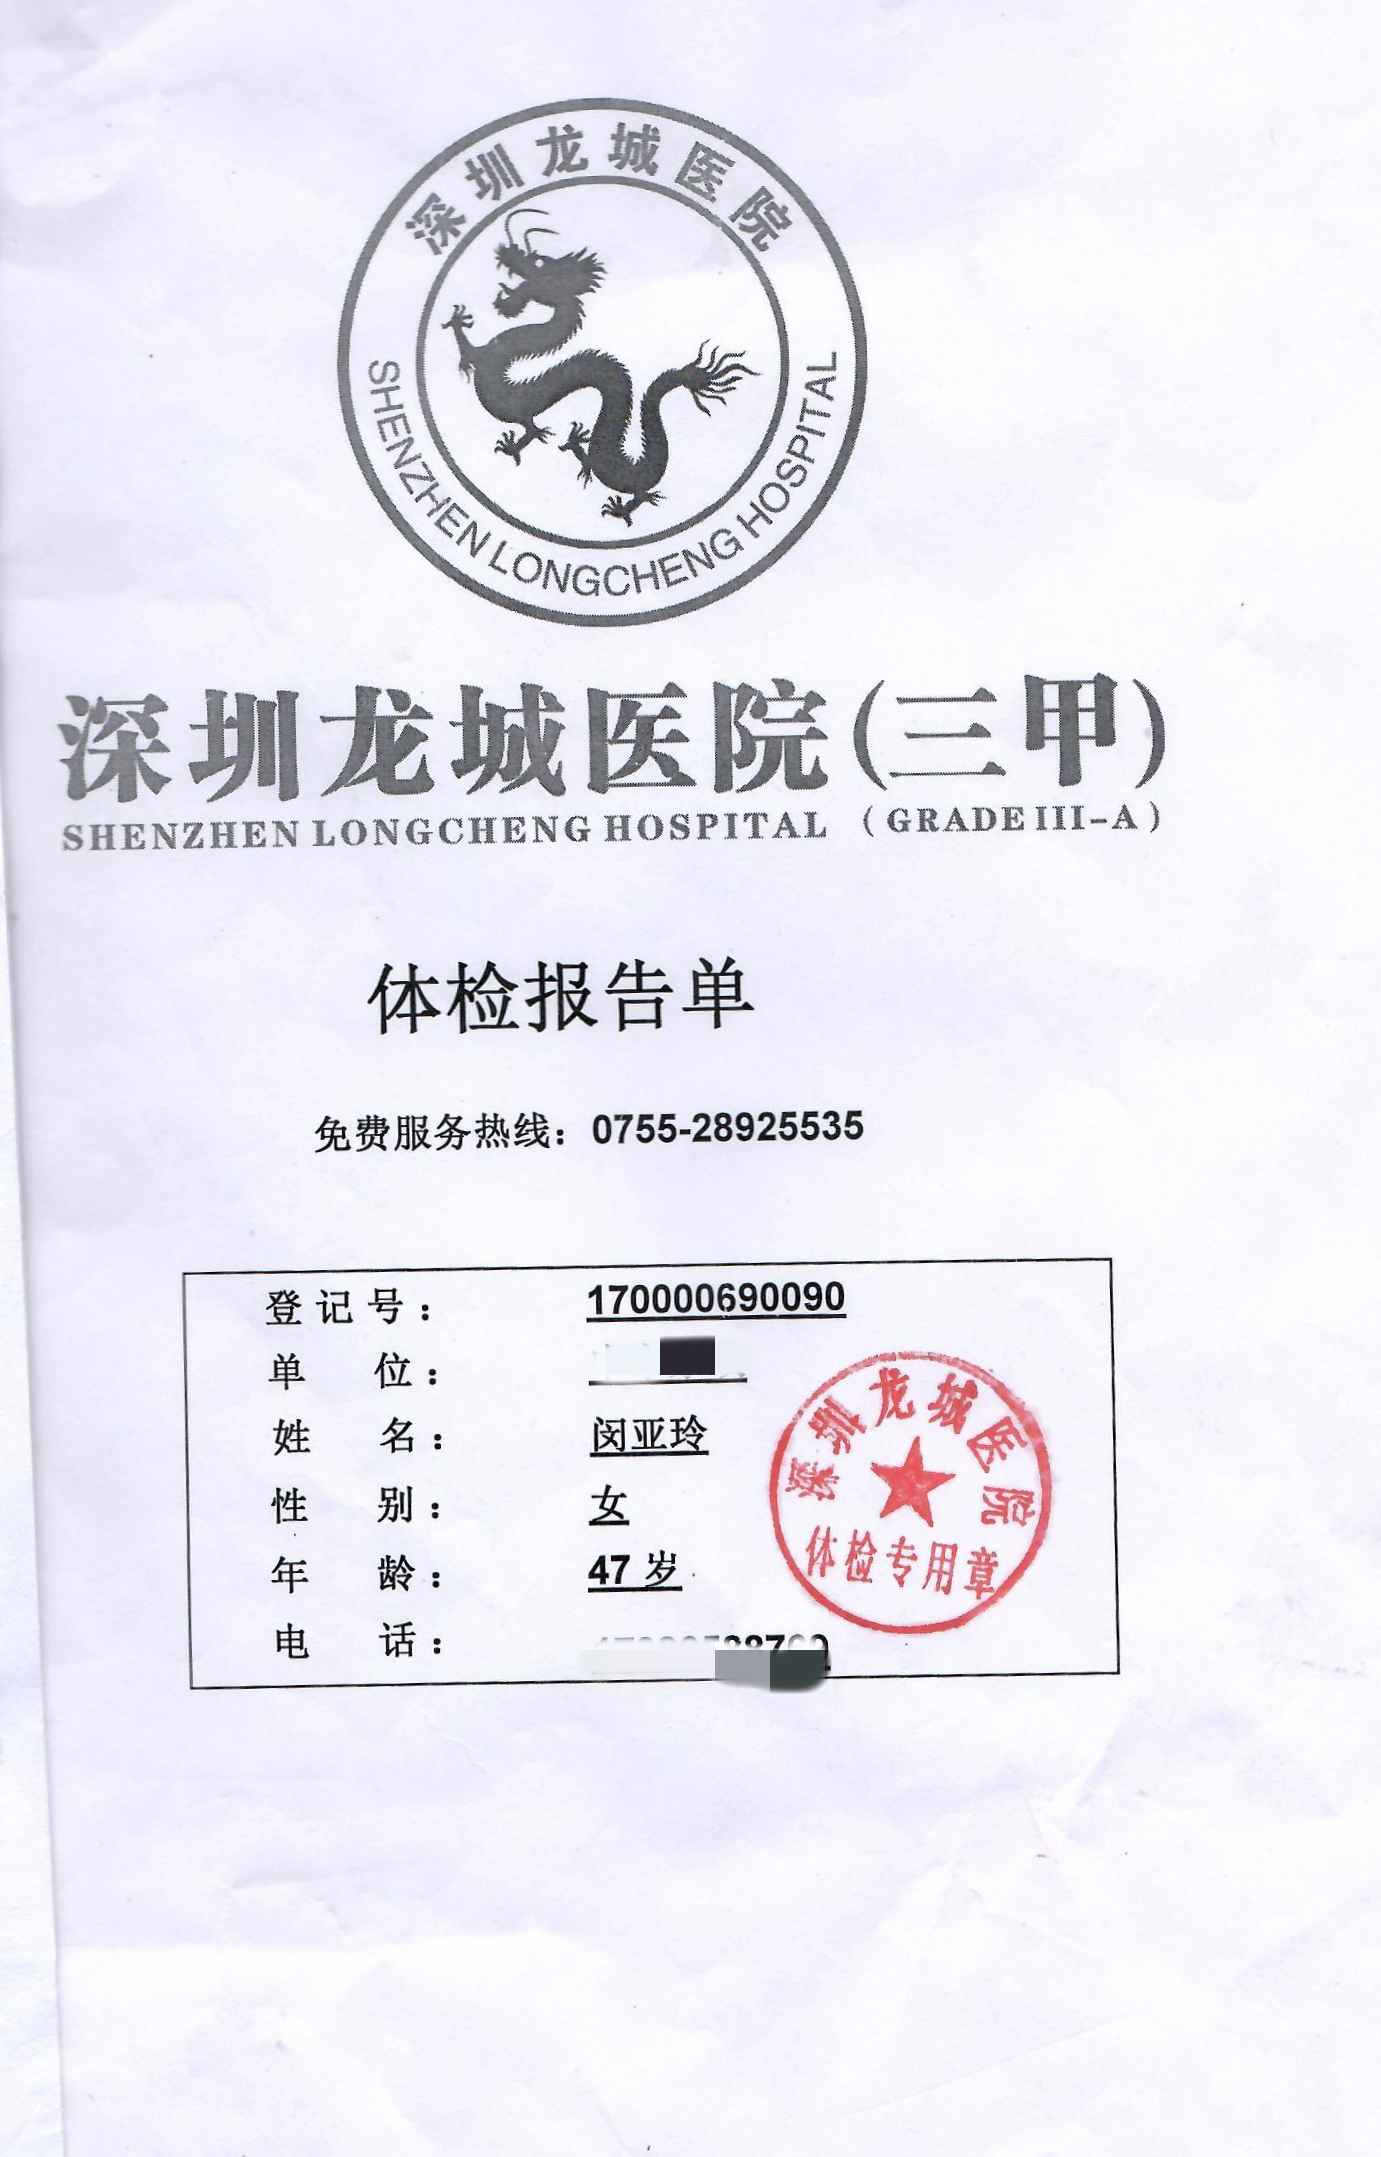 深圳龙城医院
SHENZHEN LONGCHENG HOSPITAL
深圳龙城医院(三甲)
SHENZHEN LONGCHENG HOSPITAL (GRADE III-A)
体检报告单
免费服务热线：0755-28925535
登记号： 170000690090
单 位：
姓 名： 闵亚玲
性 别： 女
年 龄： 47 岁
电 话：
深圳龙城医院
体检专用章